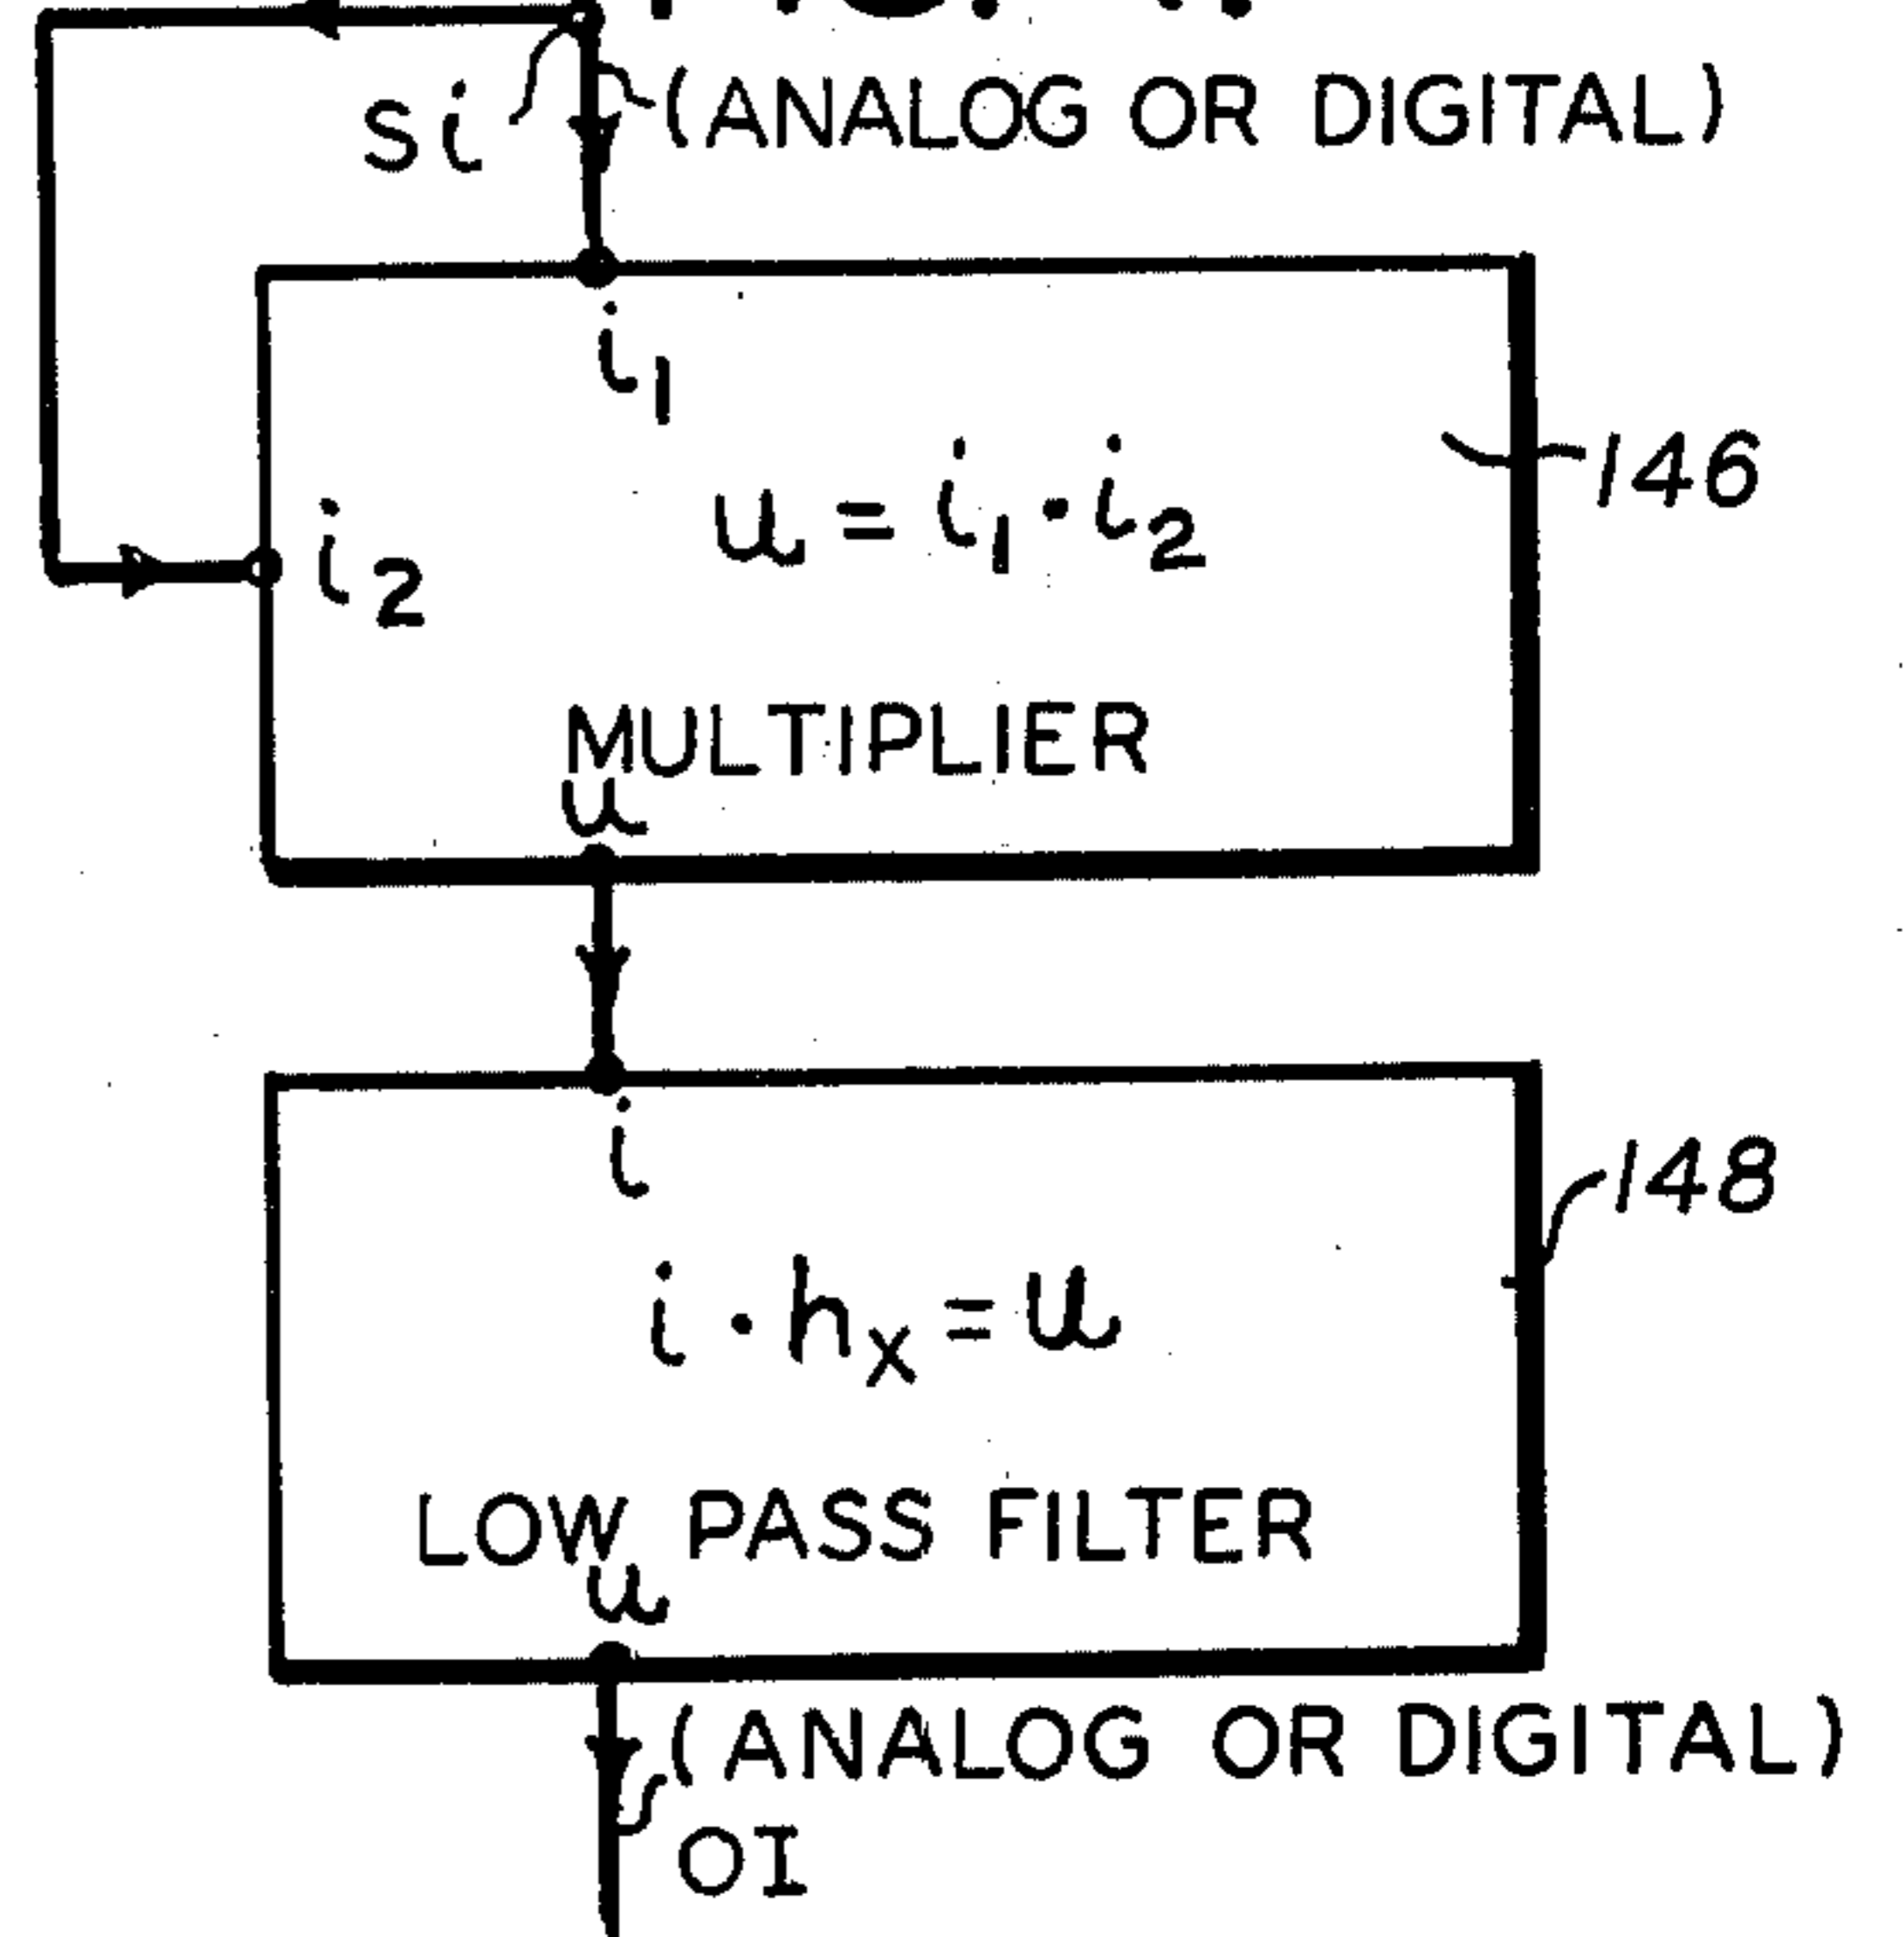 si (ANALOG OR DIGITAL)
i1
i2
u = i1 · i2
146
MULTIPLIER
u
i
148
i · hx = u
LOW PASS FILTER
u
(ANALOG OR DIGITAL)
OI